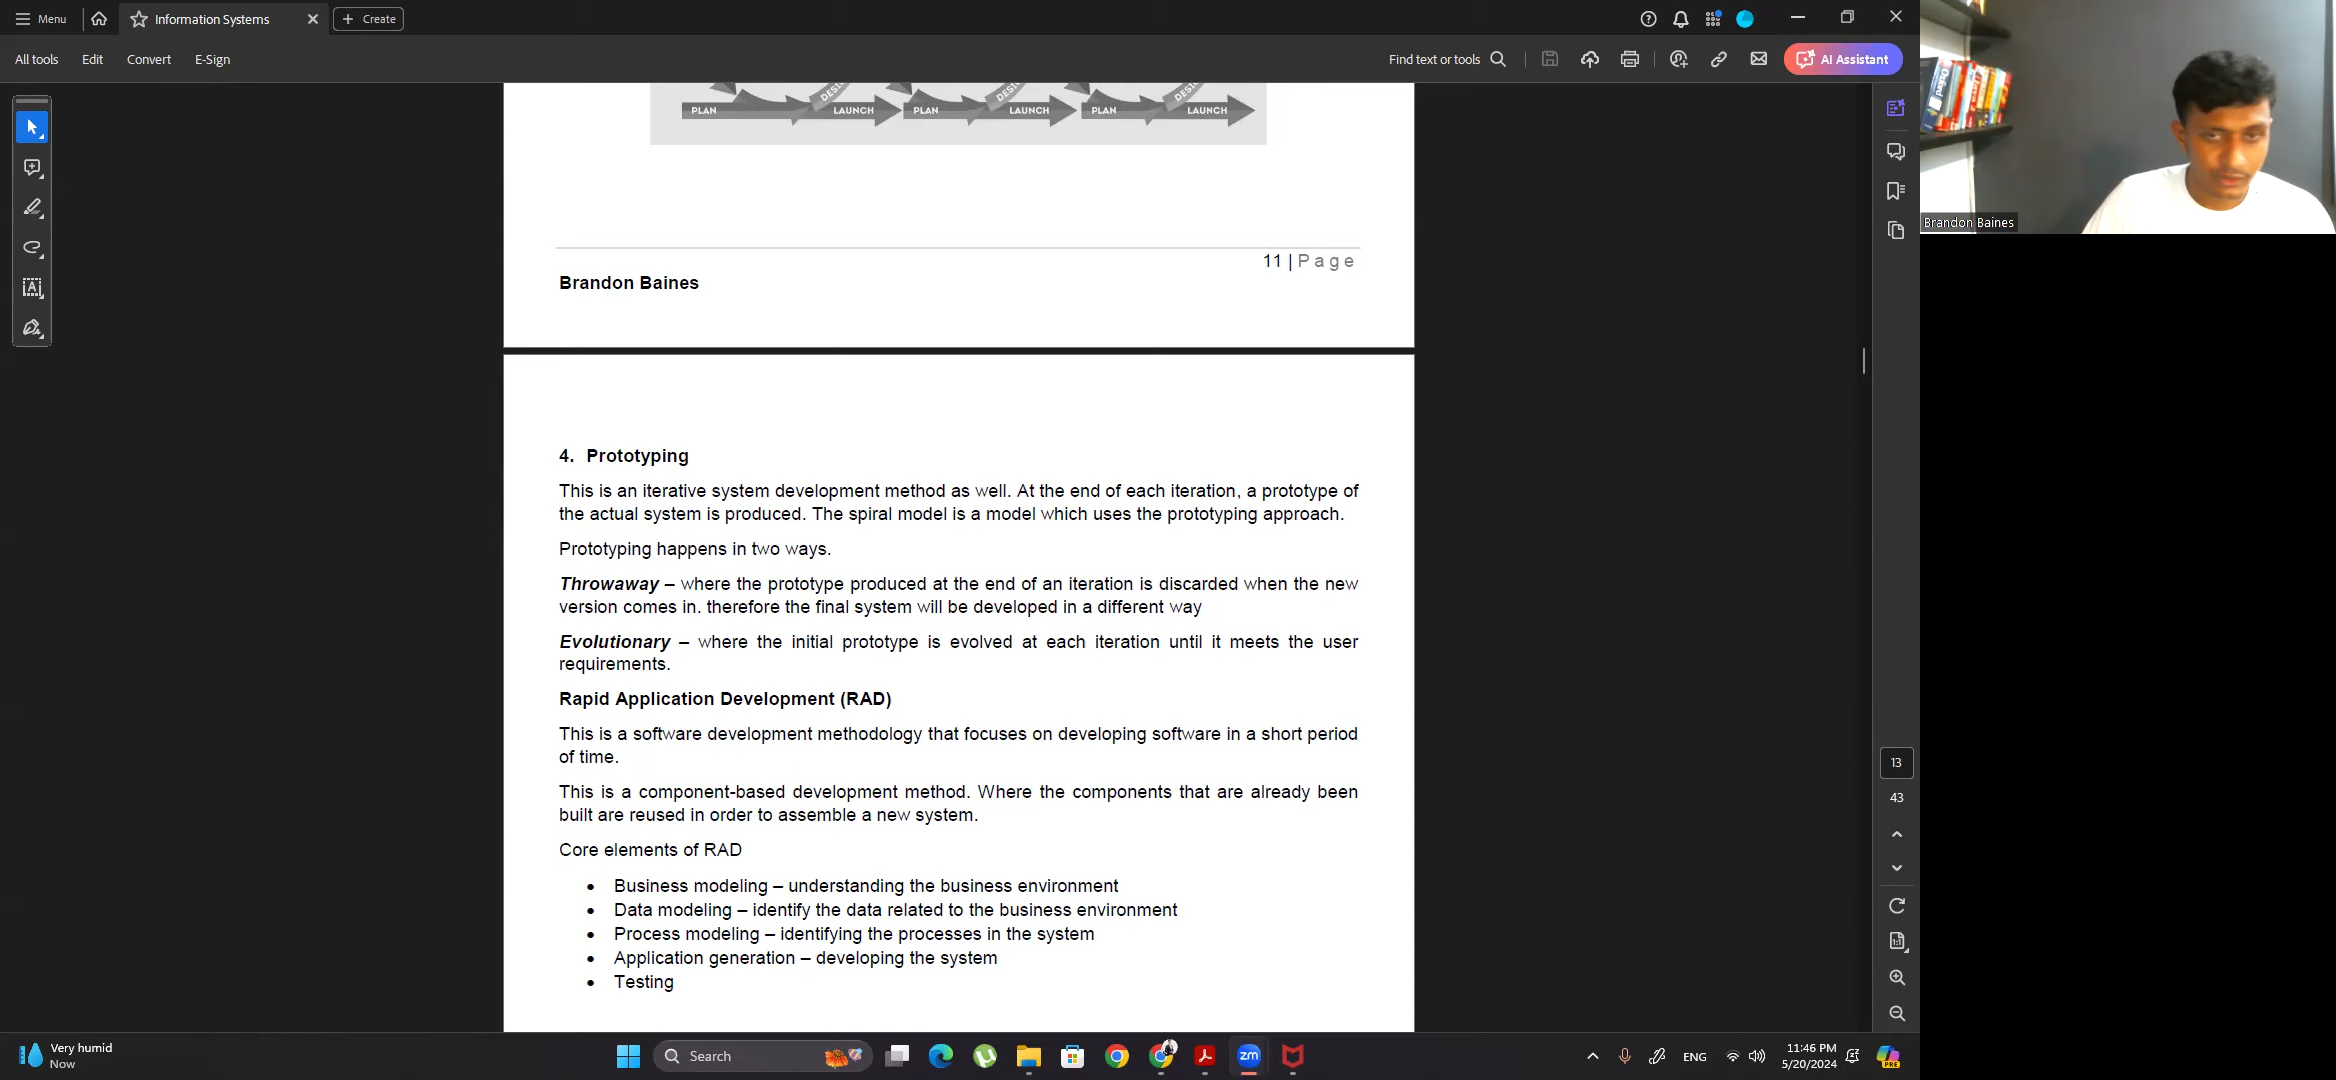 Menu
Information Systems
Create
All tools
Edit
Convert
E-Sign
Find text or tools
AI Assistant
DESI
DESI
DESI
PLAN
LAUNCH
PLAN
LAUNCH
PLAN
LAUNCH
11 | Page
Brandon Baines
4. Prototyping
This is an iterative system development method as well. At the end of each iteration, a prototype of
the actual system is produced. The spiral model is a model which uses the prototyping approach.
Prototyping happens in two ways.
Throwaway – where the prototype produced at the end of an iteration is discarded when the new
version comes in. therefore the final system will be developed in a different way
Evolutionary – where the initial prototype is evolved at each iteration until it meets the user
requirements.
Rapid Application Development (RAD)
This is a software development methodology that focuses on developing software in a short period
of time.
This is a component-based development method. Where the components that are already been
built are reused in order to assemble a new system.
Core elements of RAD
• Business modeling – understanding the business environment
• Data modeling – identify the data related to the business environment
• Process modeling – identifying the processes in the system
• Application generation – developing the system
• Testing
13
43
Oxford
Brandon Baines
Very humid
Now
Search
zm
ENG
11:46 PM
5/20/2024
PRE